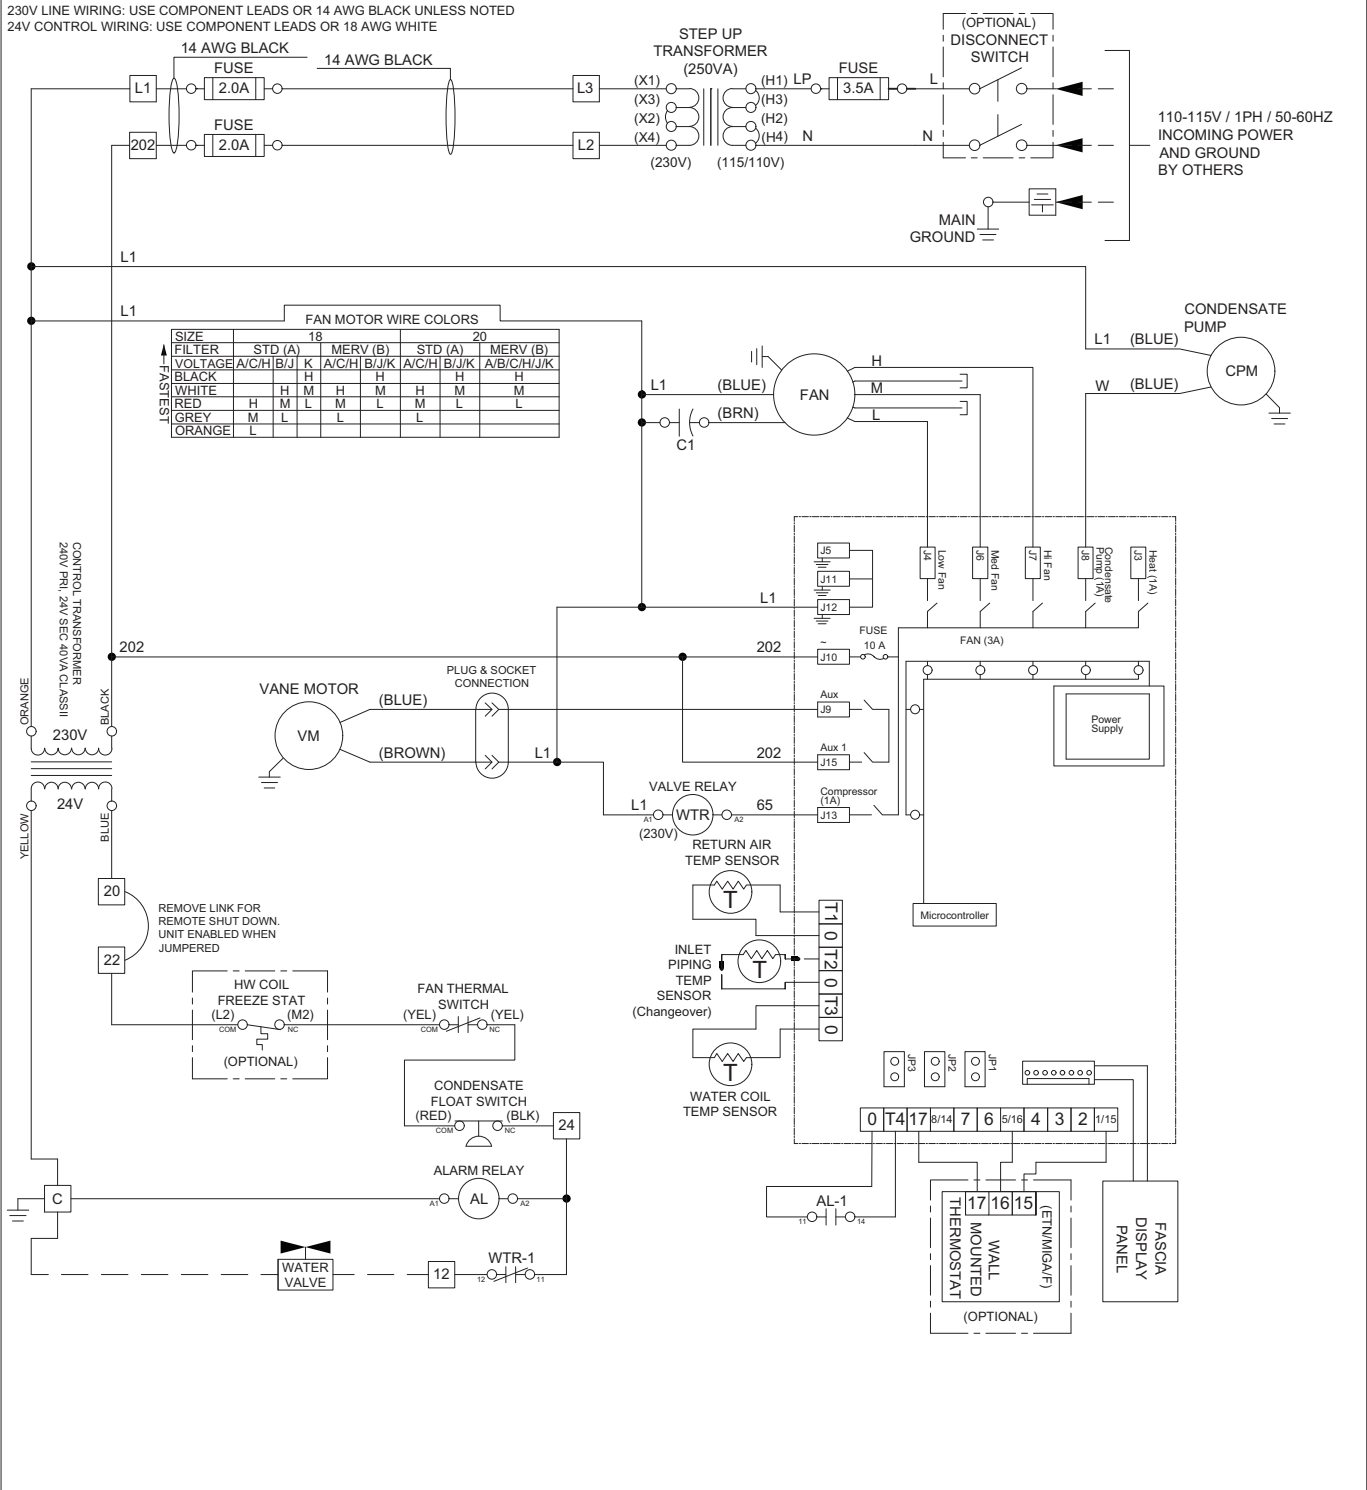 230V LINE WIRING: USE COMPONENT LEADS OR 14 AWG BLACK UNLESS NOTED
24V CONTROL WIRING: USE COMPONENT LEADS OR 18 AWG WHITE
14 AWG BLACK
14 AWG BLACK
L1
FUSE
2.0A
202
FUSE
2.0A
L3
L2
STEP UP
TRANSFORMER
(250VA)
(X1)
(X3)
(X2)
(X4)
(230V)
(H1)
(H3)
(H2)
(H4)
(115/110V)
LP
FUSE
3.5A
L
N
N
(OPTIONAL)
DISCONNECT
SWITCH
110-115V / 1PH / 50-60HZ
INCOMING POWER
AND GROUND
BY OTHERS
MAIN
GROUND
L1
L1
FAN MOTOR WIRE COLORS
SIZE 18 20
FILTER STD (A) MERV (B) STD (A) MERV (B)
VOLTAGE A/C/H B/J K A/C/H B/J/K A/C/H B/J/K A/B/C/H/J/K
BLACK H H H H
WHITE H M H M H M M
RED H M L M L M L L
GREY M L L L
ORANGE L
FASTEST
L1
(BLUE)
(BRN)
C1
FAN
H
M
L
CONDENSATE
PUMP
L1
(BLUE)
W
(BLUE)
CPM
CONTROL TRANSFORMER
240V PRI, 24V SEC 40VA CLASSII
ORANGE
BLACK
230V
24V
YELLOW
BLUE
202
J5
J11
J12
L1
J4
Low Fan
J6
Med Fan
J7
Hi Fan
J8
Condensate
Pump (1A)
J3
Heat (1A)
202
~
J10
FUSE
10 A
FAN (3A)
VANE MOTOR
VM
(BLUE)
(BROWN)
PLUG & SOCKET
CONNECTION
L1
Aux
J9
202
Aux 1
J15
Power
Supply
VALVE RELAY
L1
A1
WTR
A2
(230V)
65
Compressor
(1A)
J13
Microcontroller
RETURN AIR
TEMP SENSOR
T
INLET
PIPING
TEMP
SENSOR
(Changeover)
T
T
WATER COIL
TEMP SENSOR
T1
0
T2
0
T3
0
20
22
REMOVE LINK FOR
REMOTE SHUT DOWN.
UNIT ENABLED WHEN
JUMPERED
HW COIL
FREEZE STAT
(L2)
(M2)
COM
NC
(OPTIONAL)
FAN THERMAL
SWITCH
(YEL)
(YEL)
COM
NC
CONDENSATE
FLOAT SWITCH
(RED)
(BLK)
COM
NC
24
JP3
JP2
JP1
0 T4 17 8/14 7 6 5/16 4 3 2 1/15
C
ALARM RELAY
A1
AL
A2
AL-1
11
14
WATER
VALVE
12
WTR-1
12
11
17 16 15
WALL
MOUNTED
THERMOSTAT
(ETN/MIGA/F)
(OPTIONAL)
FASCIA
DISPLAY
PANEL